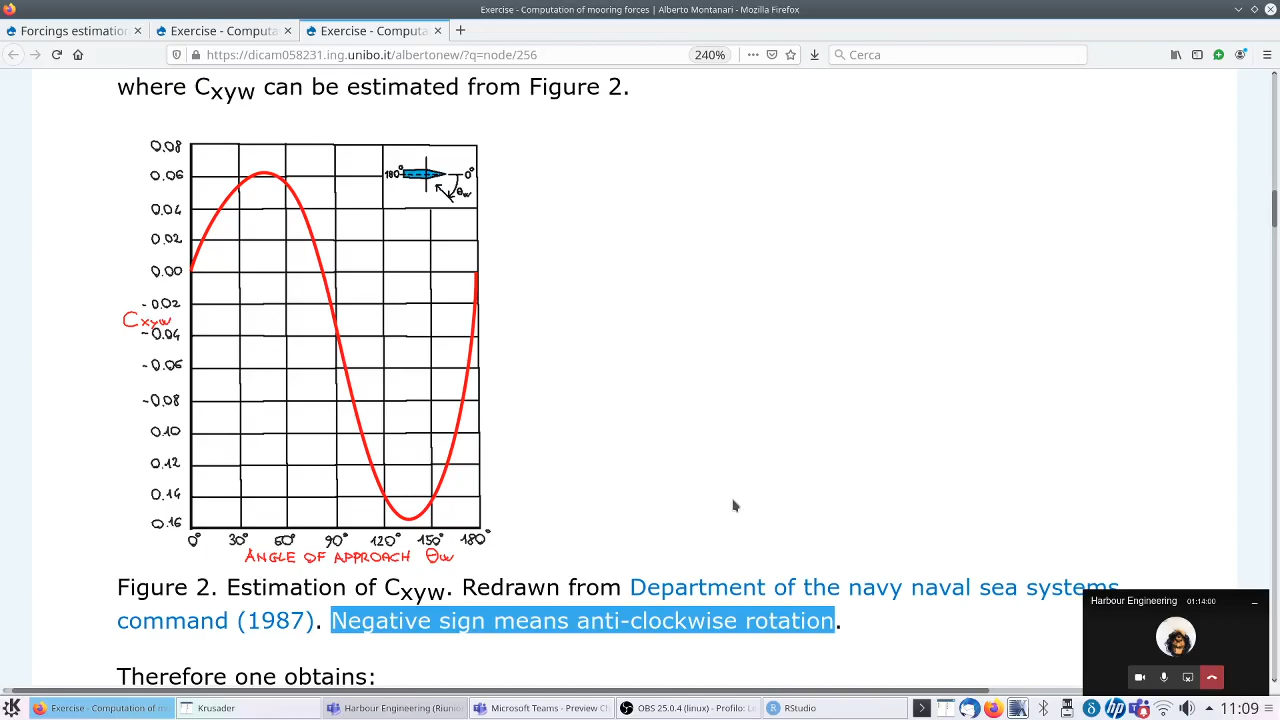 Exercise - Computation of mooring forces | Alberto Montanari - Mozilla Firefox
Forcings estimation
Exercise - Computa
Exercise - Computa
https://dicam058231.ing.unibo.it/albertonew/?q=node/256
240%
Cerca
where Cxyw can be estimated from Figure 2.
0.08
0.06
0.04
0.02
0.00
-0.02
Cxyw
-0.04
-0.06
-0.08
0.10
0.12
0.14
0.16
180° 0°
θw
0° 30° 60° 90° 120° 150° 180°
ANGLE OF APPROACH θw
Figure 2. Estimation of Cxyw. Redrawn from Department of the navy naval sea systems
command (1987). Negative sign means anti-clockwise rotation.
Therefore one obtains:
Harbour Engineering 01:14:00
Exercise - Computation of mo
Krusader
Harbour Engineering
Microsoft Teams - Preview
OBS 25.0.4 (linux) - Profilo:
RStudio
11:09